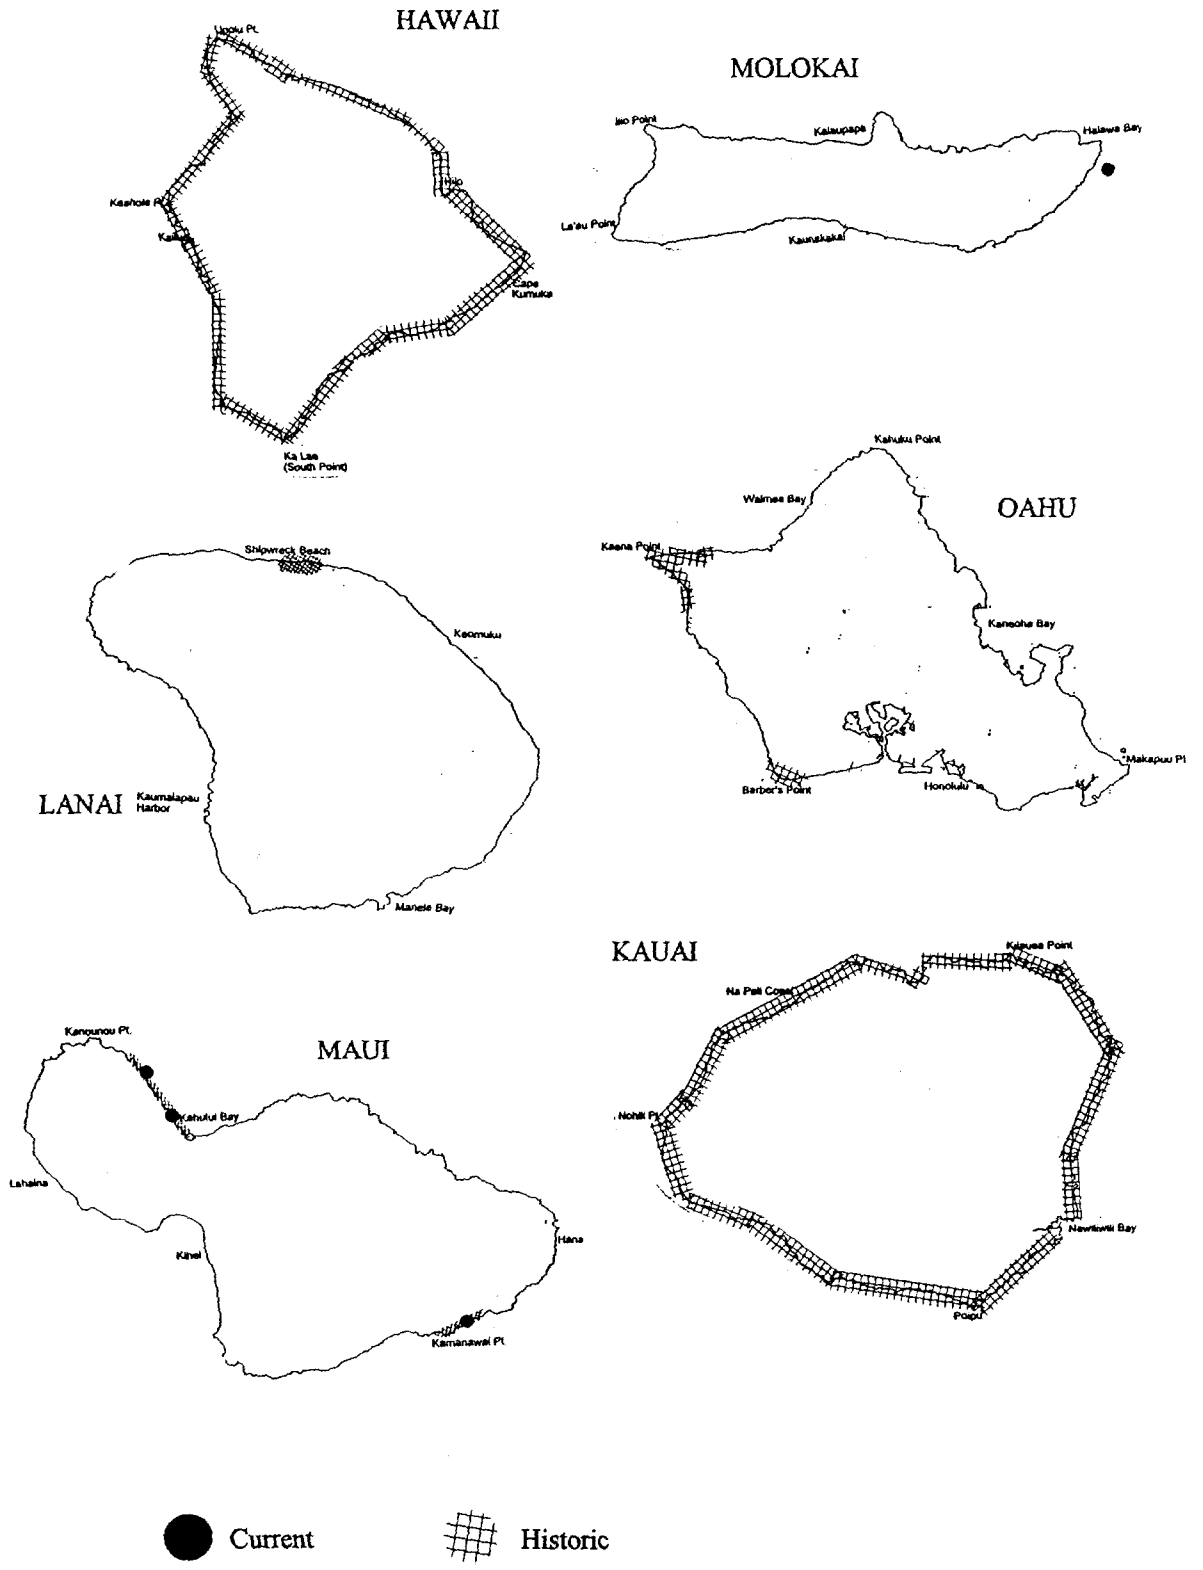 HAWAII
Upolu Pt.
Keahole P
Kailua
Hilo
Cape
Kumuka
Ka Lae
(South Point)
MOLOKAI
Ilio Point
Kalaupapa
Halawa Bay
La'au Point
Kaunakakai
OAHU
Kahuku Point
Waimea Bay
Kaena Point
Kaneohe Bay
Makapuu Pt
Honolulu
Barber's Point
LANAI
Shipwreck Beach
Keomuku
Kaumalapau
Harbor
Manele Bay
KAUAI
Kilauea Point
Na Pali Coast
Nohili Pt.
Nawiliwili Bay
Poipu
MAUI
Kahului Bay
Lahaina
Kihei
Hana
Kamanawai Pt.
Current
Historic